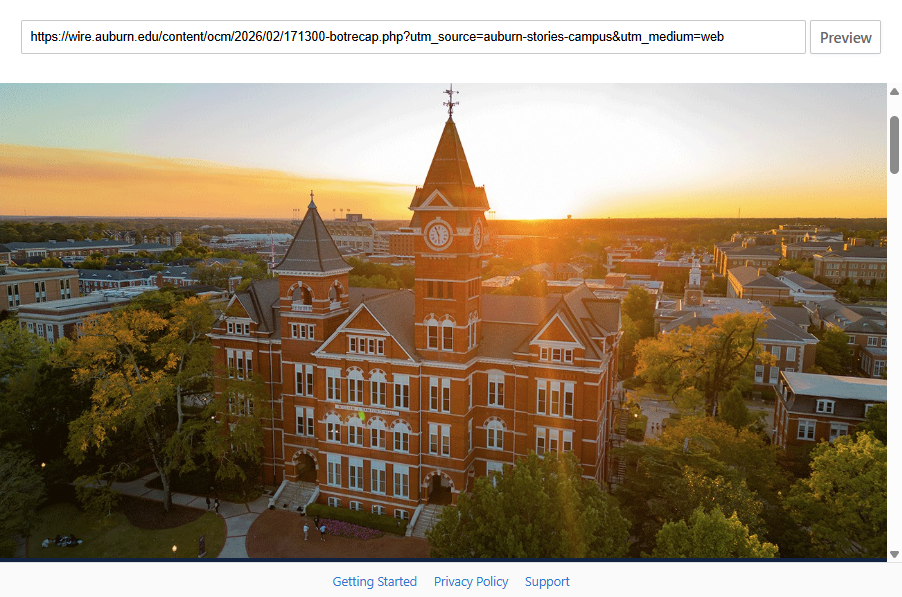 https://wire.auburn.edu/content/ocm/2026/02/171300-botrecap.php?utm_source=auburn-stories-campus&utm_medium=web
Preview
Getting Started
Privacy Policy
Support